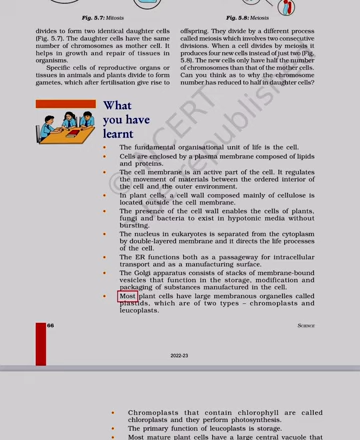 Fig. 5.7: Mitosis
Fig. 5.8: Meiosis
divides to form two identical daughter cells
(Fig. 5.7). The daughter cells have the same
number of chromosomes as mother cell. It
helps in growth and repair of tissues in
organisms.
Specific cells of reproductive organs or
tissues in animals and plants divide to form
gametes, which after fertilisation give rise to
offspring. They divide by a different process
called meiosis which involves two consecutive
divisions. When a cell divides by meiosis it
produces four new cells instead of just two (Fig.
5.8). The new cells only have half the number
of chromosomes than that of the mother cells.
Can you think as to why the chromosome
number has reduced to half in daughter cells?
What
you have
learnt
• The fundamental organisational unit of life is the cell.
• Cells are enclosed by a plasma membrane composed of lipids
and proteins.
• The cell membrane is an active part of the cell. It regulates
the movement of materials between the ordered interior of
the cell and the outer environment.
• In plant cells, a cell wall composed mainly of cellulose is
located outside the cell membrane.
• The presence of the cell wall enables the cells of plants,
fungi and bacteria to exist in hypotonic media without
bursting.
• The nucleus in eukaryotes is separated from the cytoplasm
by double-layered membrane and it directs the life processes
of the cell.
• The ER functions both as a passageway for intracellular
transport and as a manufacturing surface.
• The Golgi apparatus consists of stacks of membrane-bound
vesicles that function in the storage, modification and
packaging of substances manufactured in the cell.
• Most plant cells have large membranous organelles called
plastids, which are of two types – chromoplasts and
leucoplasts.
66
Science
2022-23
• Chromoplasts that contain chlorophyll are called
chloroplasts and they perform photosynthesis.
• The primary function of leucoplasts is storage.
• Most mature plant cells have a large central vacuole that